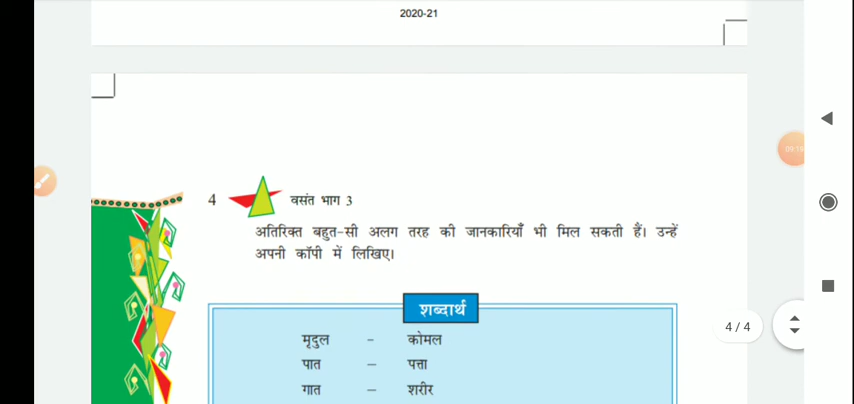 2020-21
4 वसंत भाग 3
अतिरिक्त बहुत-सी अलग तरह की जानकारियाँ भी मिल सकती हैं। उन्हें
अपनी कॉपी में लिखिए।
शब्दार्थ
मृदुल - कोमल
पात – पत्ता
गात – शरीर
4 / 4